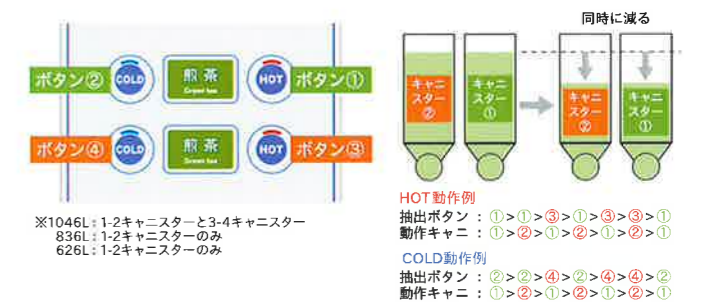 同時に減る
ボタン② COLD 煎茶 Green tea HOT ボタン①
ボタン④ COLD 煎茶 Green tea HOT ボタン③
キャニスター② キャニスター① キャニスター② キャニスター①
※1046L：1-2キャニスターと3-4キャニスター
836L：1-2キャニスターのみ
626L：1-2キャニスターのみ
HOT動作例
抽出ボタン：①>①>③>①>③>③>①
動作キャニ：①>②>①>②>①>②>①
COLD動作例
抽出ボタン：②>②>④>②>④>④>②
動作キャニ：①>②>①>②>①>②>①